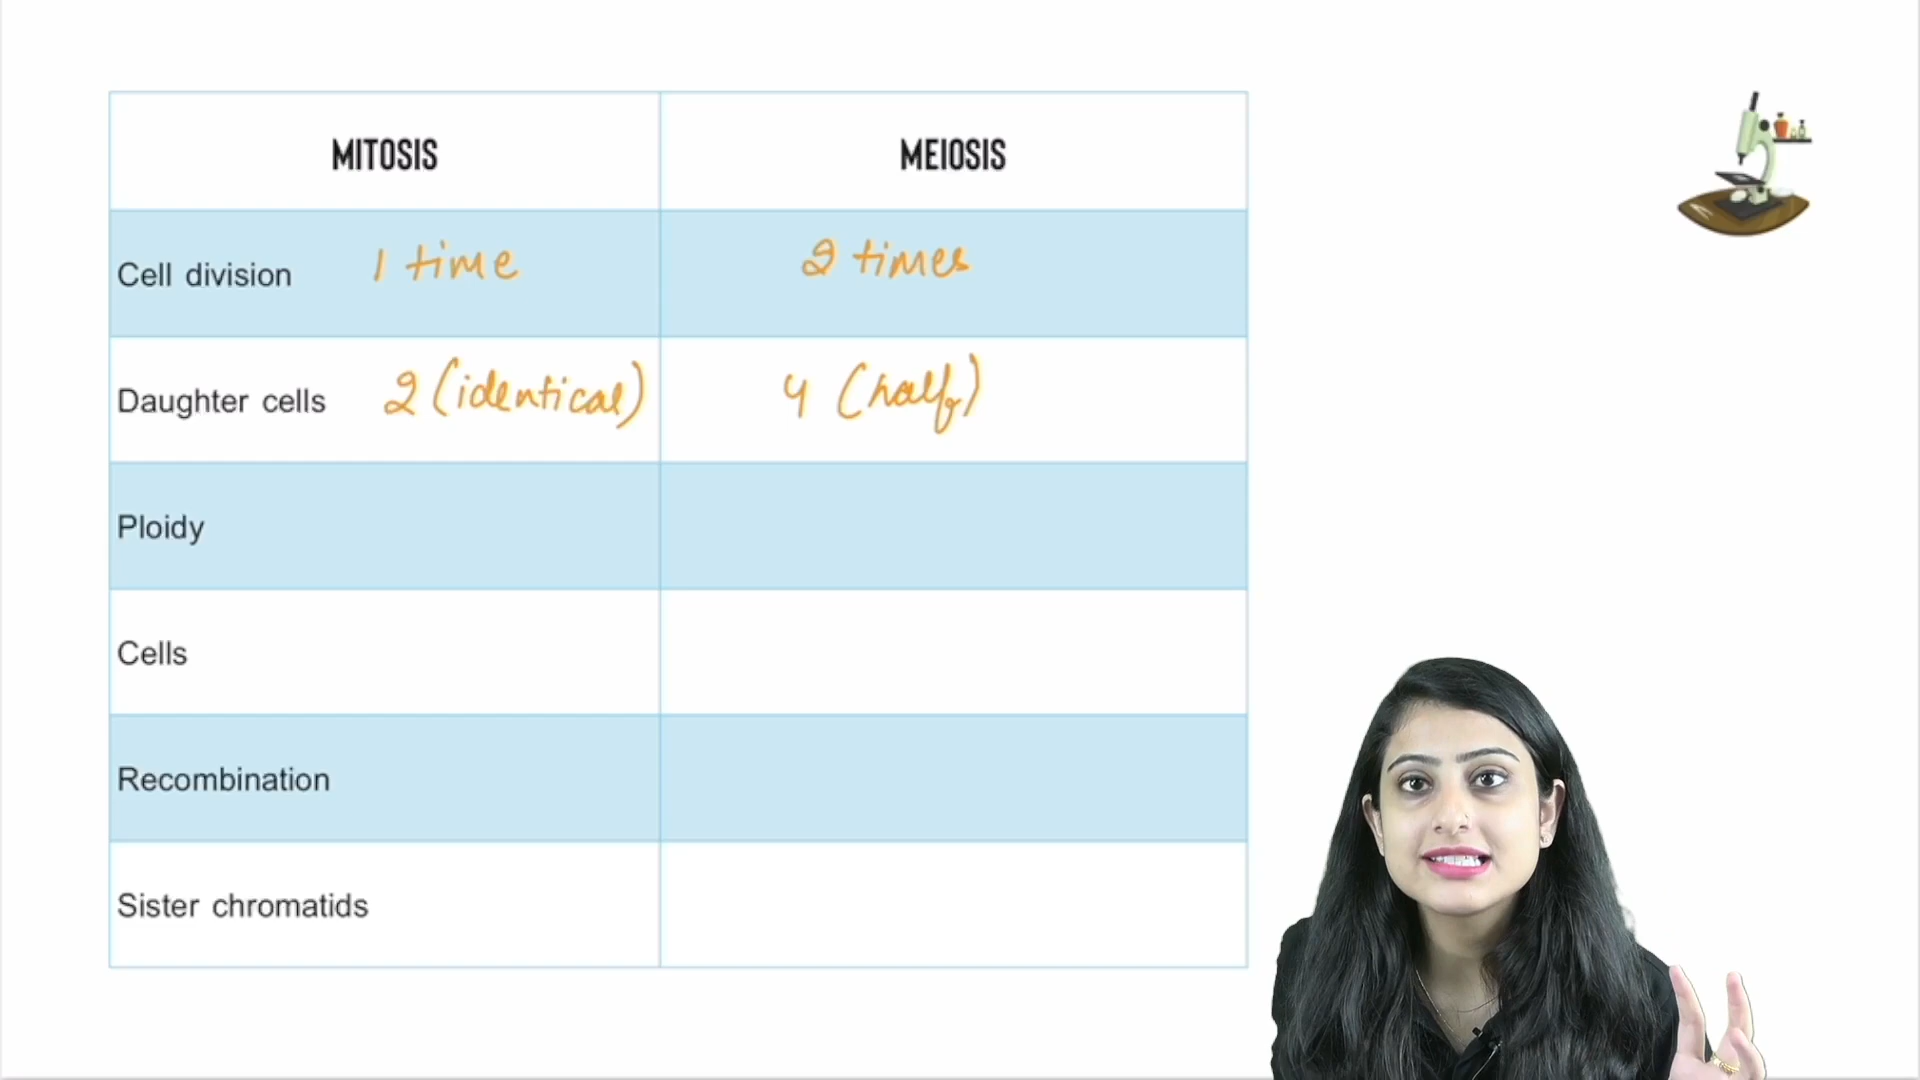 MITOSIS MEIOSIS
Cell division 1 time 2 times
Daughter cells 2 (identical) 4 (half)
Ploidy
Cells
Recombination
Sister chromatids